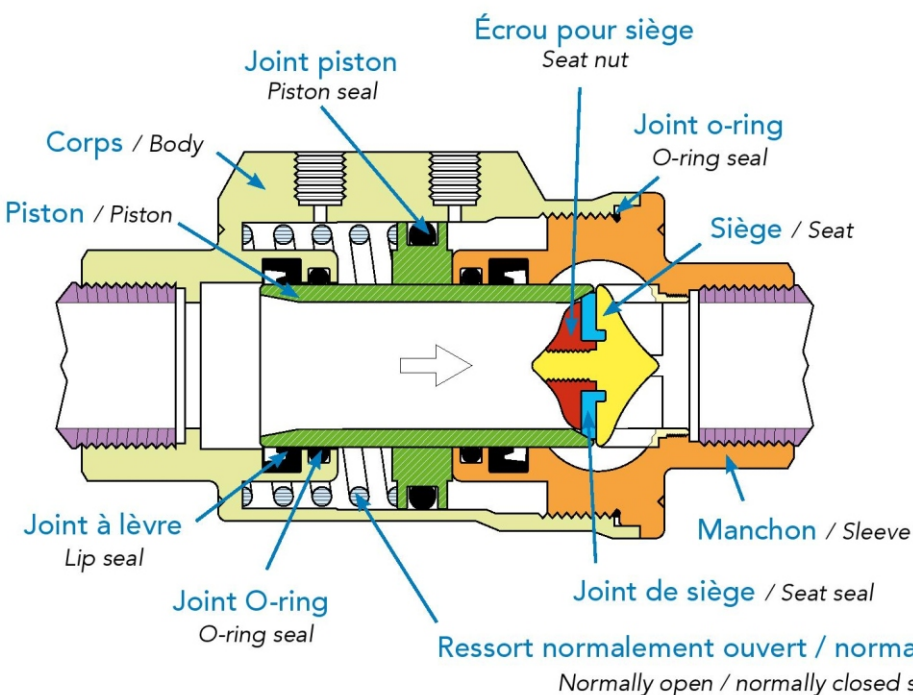 Écrou pour siège
Seat nut
Joint piston
Piston seal
Joint o-ring
O-ring seal
Corps / Body
Piston / Piston
Siège / Seat
Joint à lèvre
Lip seal
Manchon / Sleeve
Joint O-ring
O-ring seal
Joint de siège / Seat seal
Ressort normalement ouvert /
Normally open / normally closed